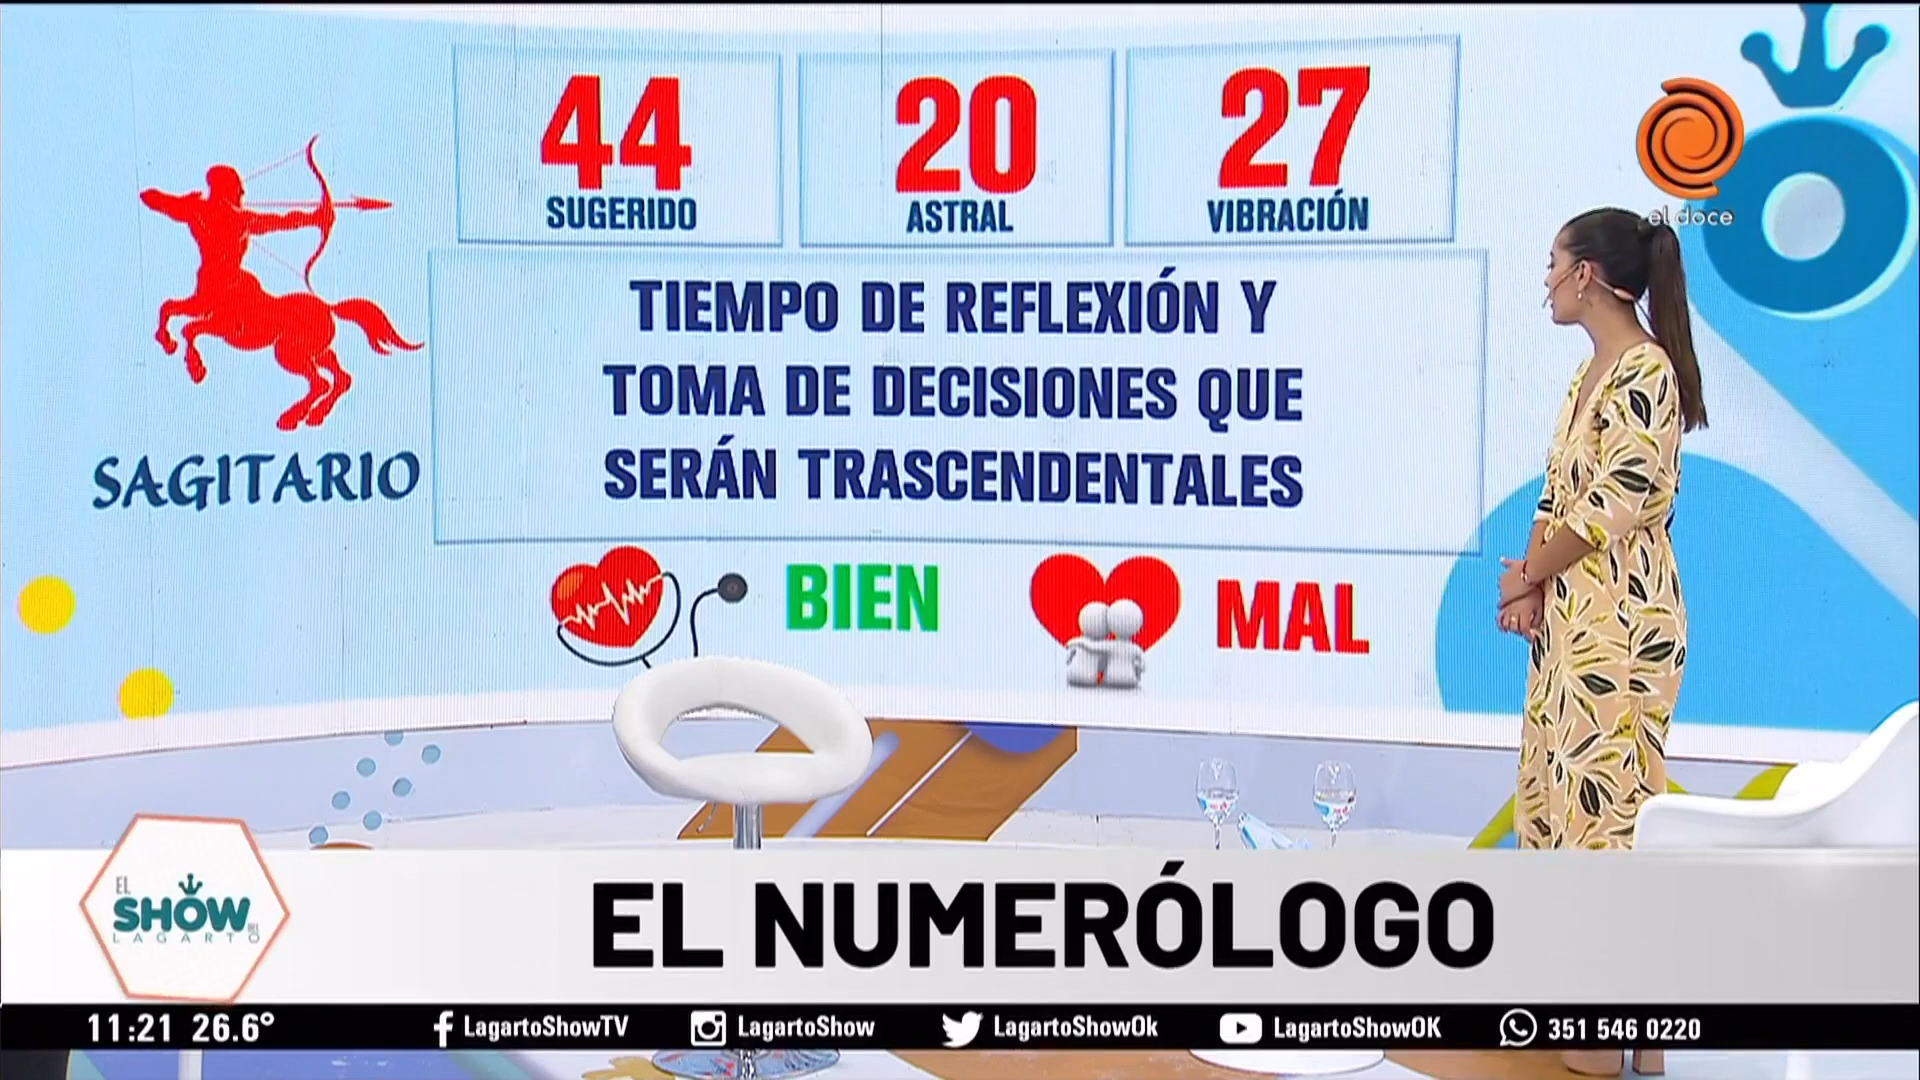 44
SUGERIDO
20
ASTRAL
27
VIBRACIÓN
el doce
TIEMPO DE REFLEXIÓN Y
TOMA DE DECISIONES QUE
SERÁN TRASCENDENTALES
SAGITARIO
BIEN
MAL
EL
SHOW
DEL
LAGARTO
EL NUMERÓLOGO
11:21 26.6° LagartoShowTV LagartoShow LagartoShowOk LagartoShowOK 351 546 0220